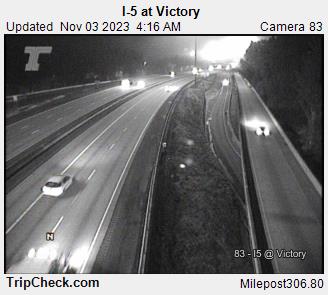 I-5 at Victory
Updated Nov 03 2023 4:16 AM Camera 83
T
N
83 - I5 @ Victory
TripCheck.com Milepost306.80